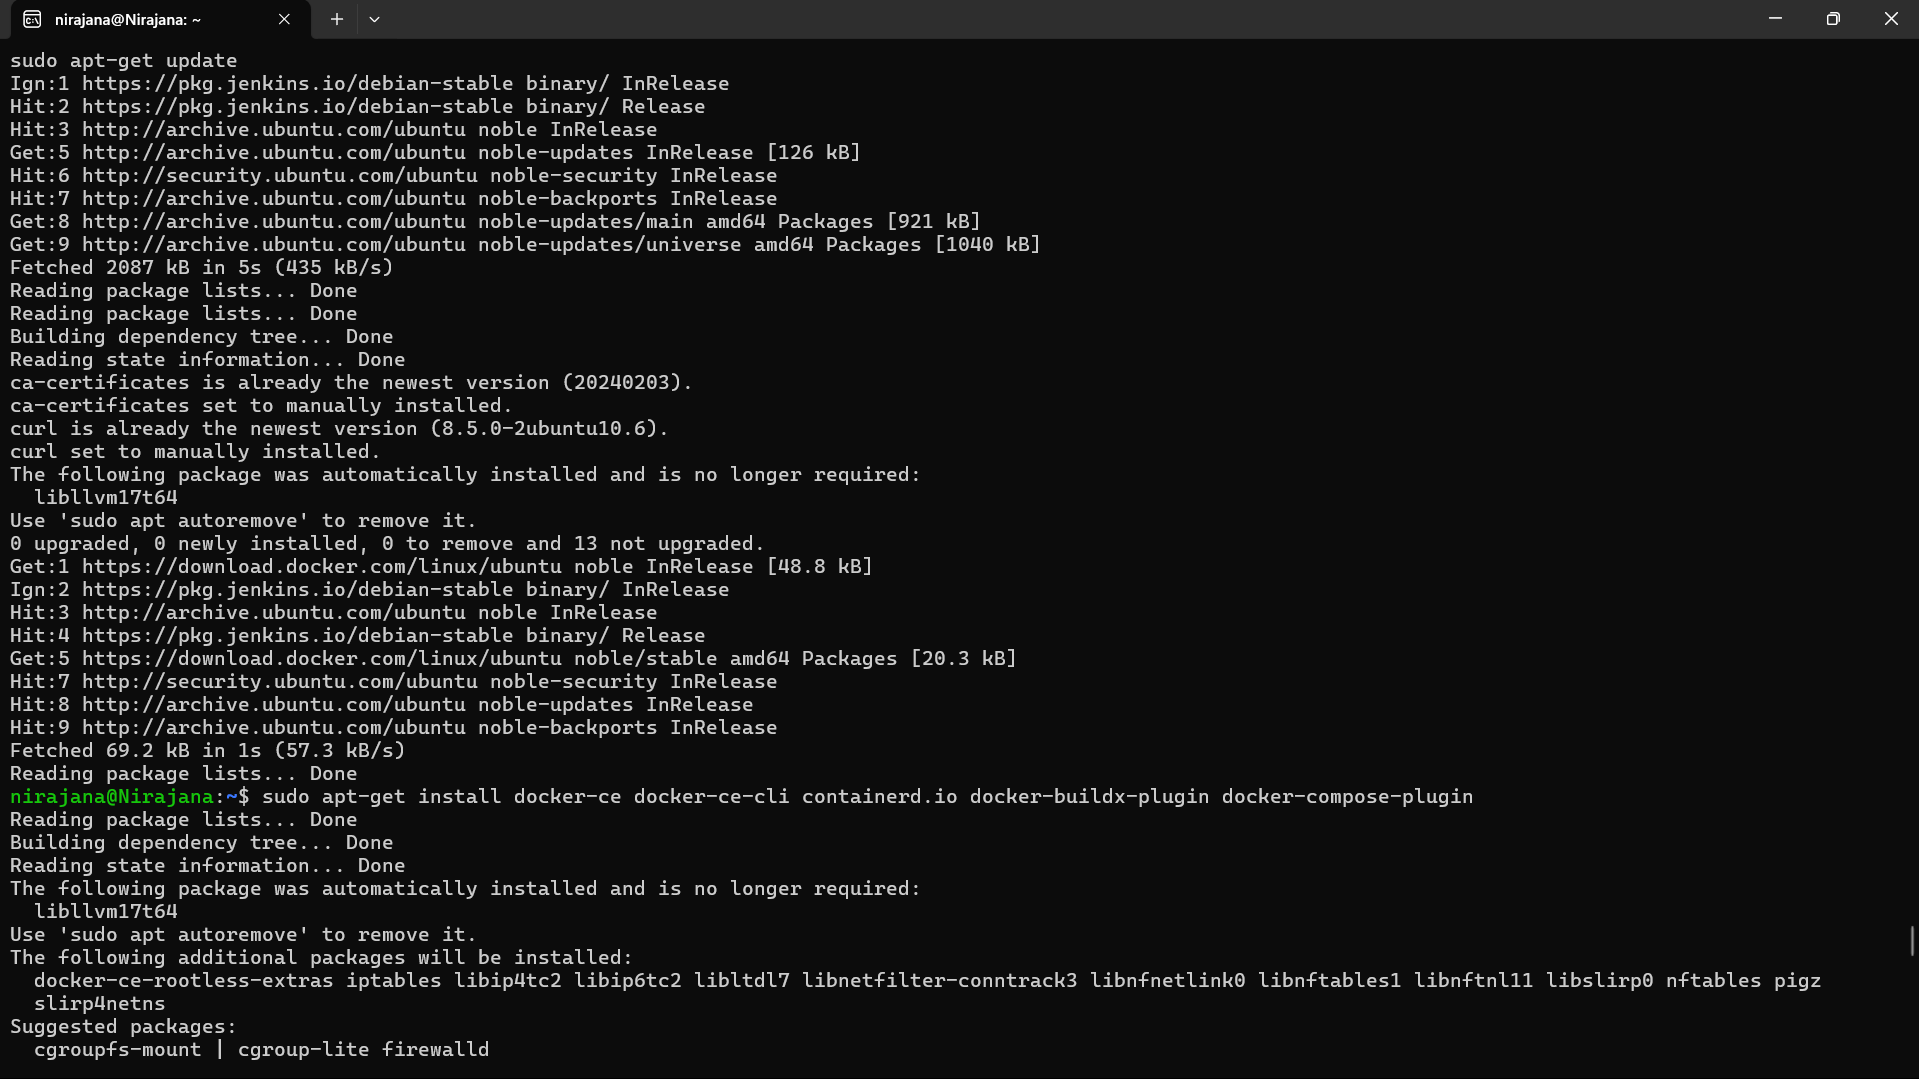 nirajana@Nirajana: ~
sudo apt-get update
Ign:1 https://pkg.jenkins.io/debian-stable binary/ InRelease
Hit:2 https://pkg.jenkins.io/debian-stable binary/ Release
Hit:3 http://archive.ubuntu.com/ubuntu noble InRelease
Get:5 http://archive.ubuntu.com/ubuntu noble-updates InRelease [126 kB]
Hit:6 http://security.ubuntu.com/ubuntu noble-security InRelease
Hit:7 http://archive.ubuntu.com/ubuntu noble-backports InRelease
Get:8 http://archive.ubuntu.com/ubuntu noble-updates/main amd64 Packages [921 kB]
Get:9 http://archive.ubuntu.com/ubuntu noble-updates/universe amd64 Packages [1040 kB]
Fetched 2087 kB in 5s (435 kB/s)
Reading package lists... Done
Reading package lists... Done
Building dependency tree... Done
Reading state information... Done
ca-certificates is already the newest version (20240203).
ca-certificates set to manually installed.
curl is already the newest version (8.5.0-2ubuntu10.6).
curl set to manually installed.
The following package was automatically installed and is no longer required:
  libllvm17t64
Use 'sudo apt autoremove' to remove it.
0 upgraded, 0 newly installed, 0 to remove and 13 not upgraded.
Get:1 https://download.docker.com/linux/ubuntu noble InRelease [48.8 kB]
Ign:2 https://pkg.jenkins.io/debian-stable binary/ InRelease
Hit:3 http://archive.ubuntu.com/ubuntu noble InRelease
Hit:4 https://pkg.jenkins.io/debian-stable binary/ Release
Get:5 https://download.docker.com/linux/ubuntu noble/stable amd64 Packages [20.3 kB]
Hit:7 http://security.ubuntu.com/ubuntu noble-security InRelease
Hit:8 http://archive.ubuntu.com/ubuntu noble-updates InRelease
Hit:9 http://archive.ubuntu.com/ubuntu noble-backports InRelease
Fetched 69.2 kB in 1s (57.3 kB/s)
Reading package lists... Done
nirajana@Nirajana:~$ sudo apt-get install docker-ce docker-ce-cli containerd.io docker-buildx-plugin docker-compose-plugin
Reading package lists... Done
Building dependency tree... Done
Reading state information... Done
The following package was automatically installed and is no longer required:
  libllvm17t64
Use 'sudo apt autoremove' to remove it.
The following additional packages will be installed:
  docker-ce-rootless-extras iptables libip4tc2 libip6tc2 libltdl7 libnetfilter-conntrack3 libnfnetlink0 libnftables1 libnftnl11 libslirp0 nftables pigz
  slirp4netns
Suggested packages:
  cgroupfs-mount | cgroup-lite firewalld